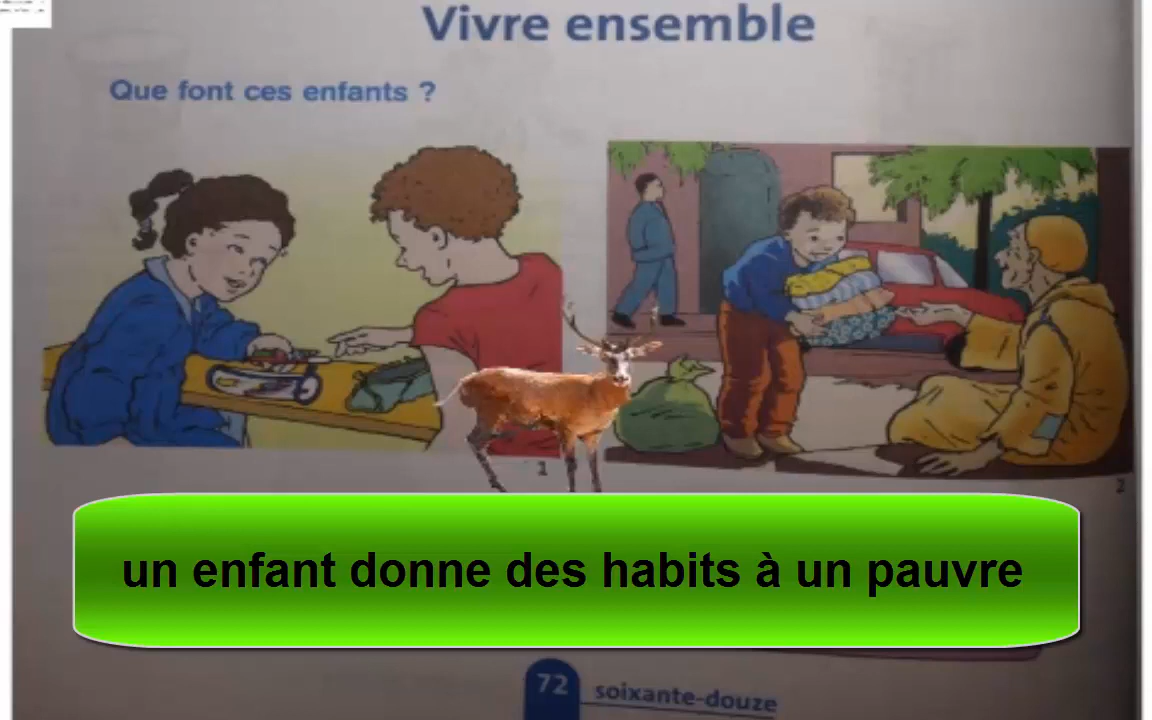 Vivre ensemble
Que font ces enfants ?
1
2
un enfant donne des habits à un pauvre
72 soixante-douze